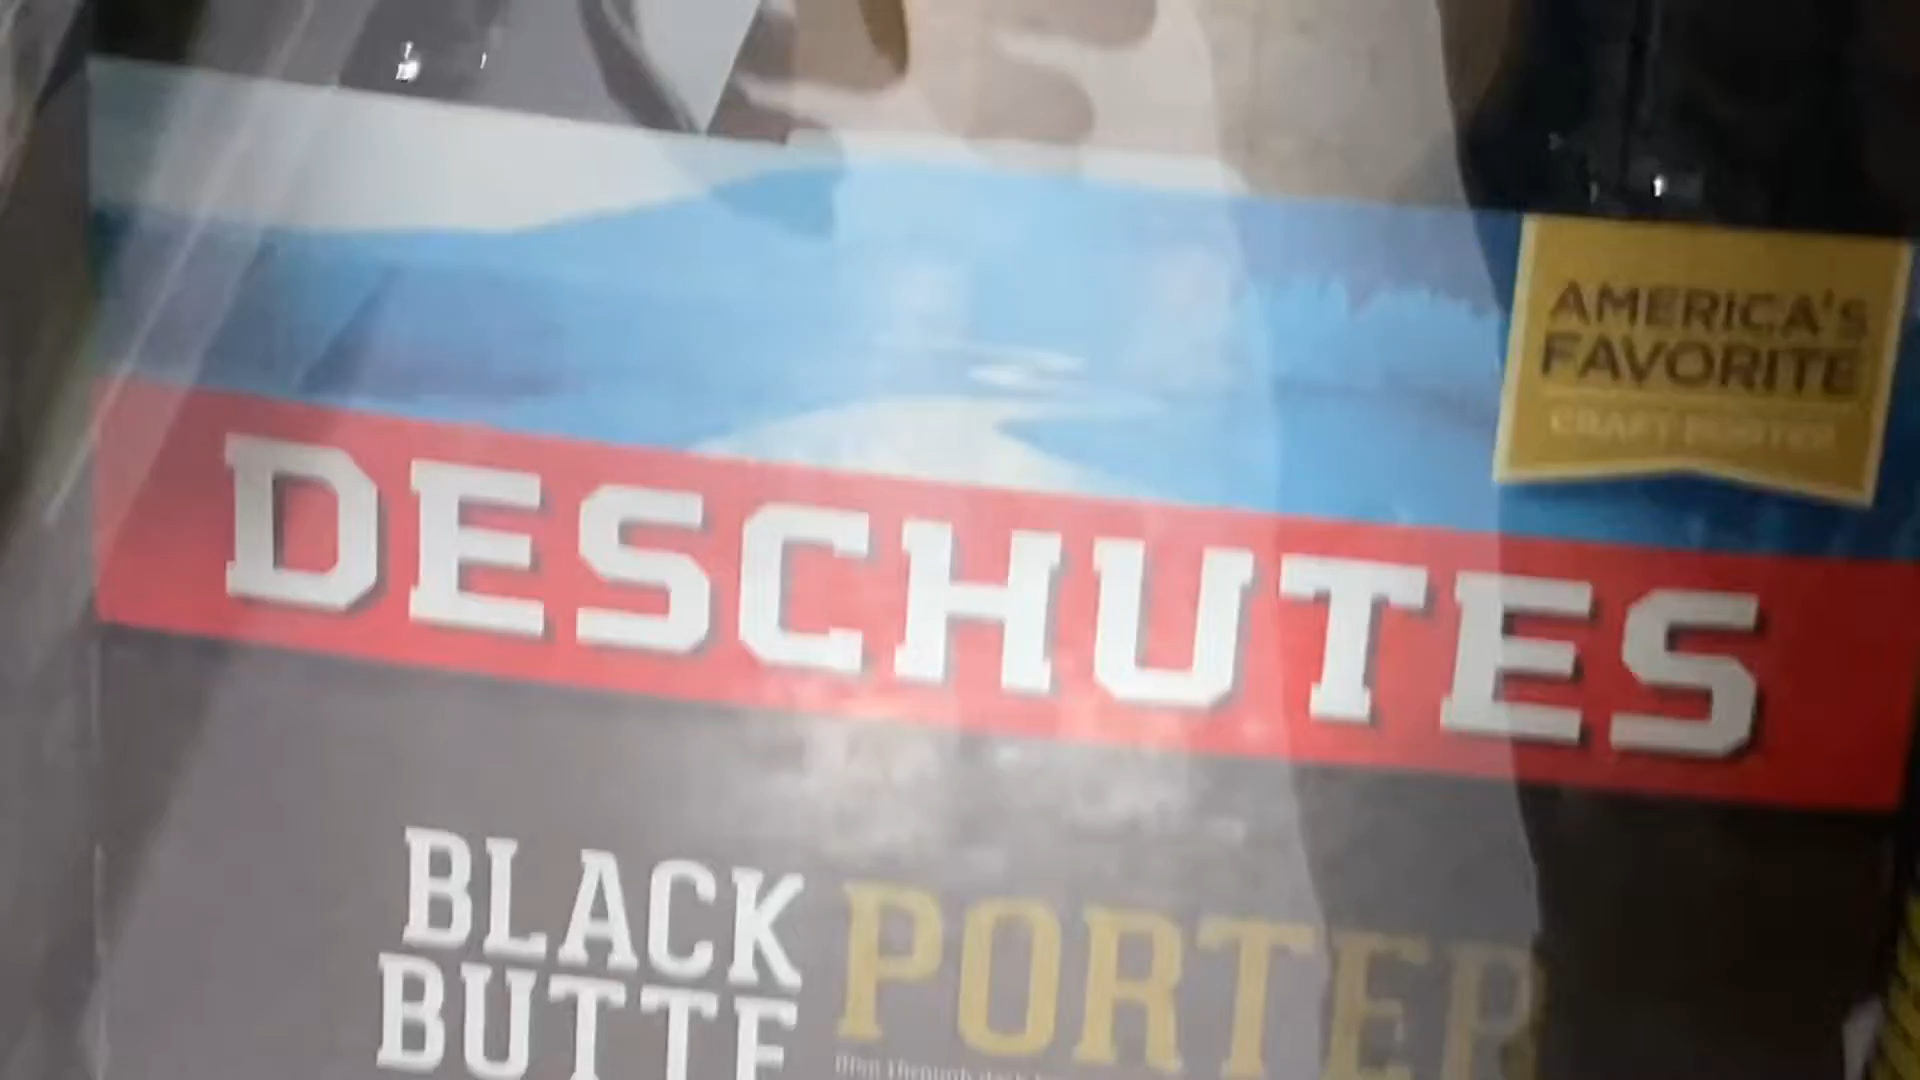 AMERICA'S
FAVORITE
CRAFT PORTER
DESCHUTES
BLACK
BUTTE
PORTER